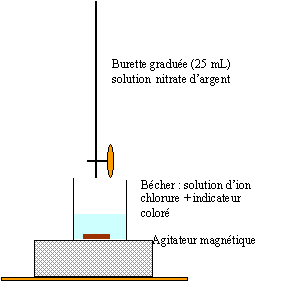 Burette graduée (25 mL)
solution nitrate d'argent
Bécher : solution d'ion
chlorure + indicateur
coloré
Agitateur magnétique